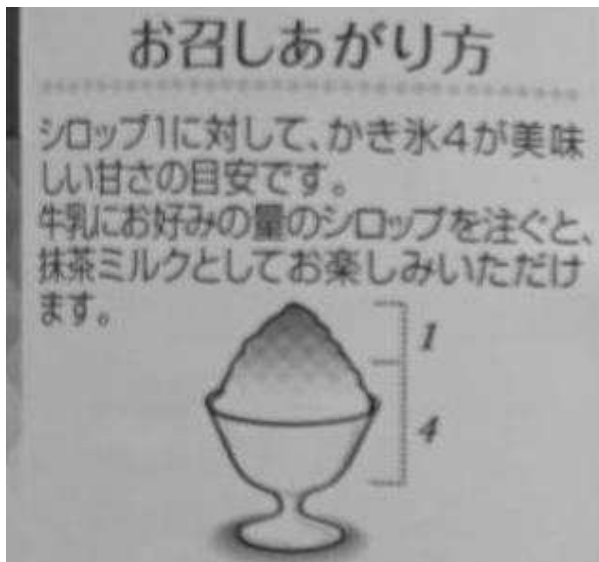 お召しあがり方
シロップ1に対して、かき氷4が美味
しい甘さの目安です。
牛乳にお好みの量のシロップを注ぐと、
抹茶ミルクとしてお楽しみいただけ
ます。
1
4